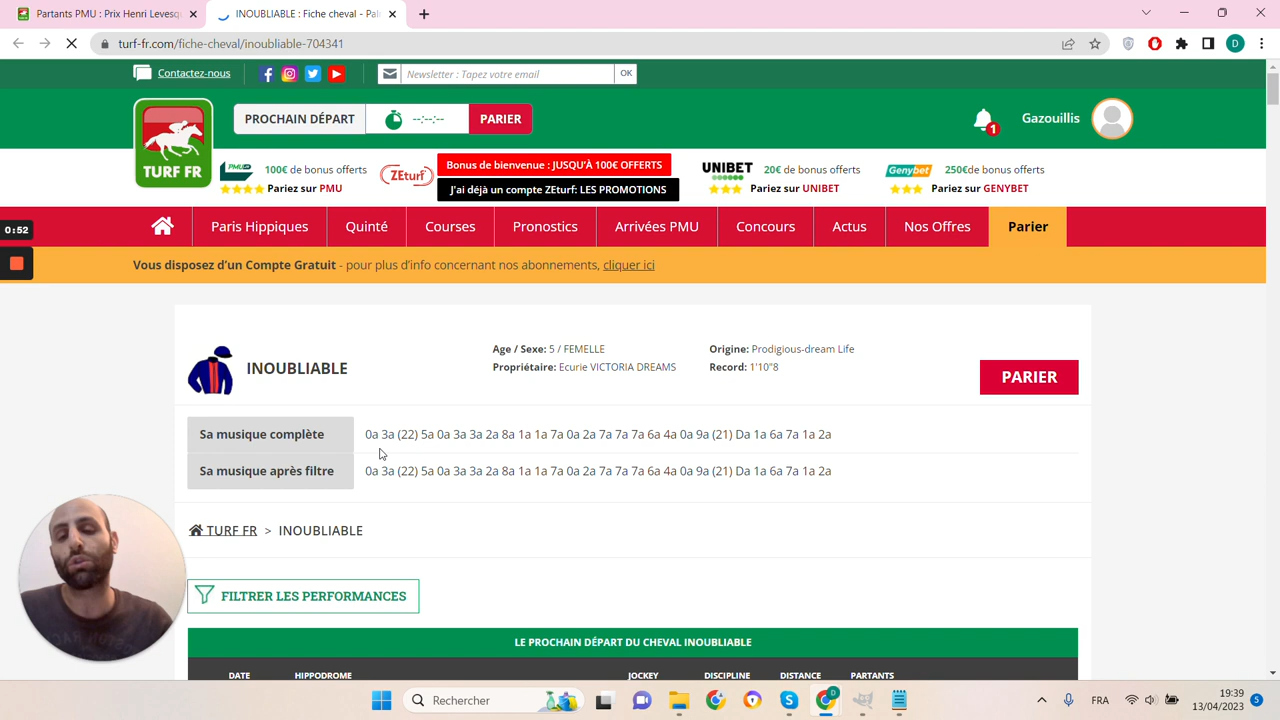 Partants PMU : Prix Henri Levesq
INOUBLIABLE : Fiche cheval - Pal
turf-fr.com/fiche-cheval/inoubliable-704341
D
Contactez-nous
Newsletter : Tapez votre email
OK
TURF FR
PROCHAIN DÉPART
--:--:--
PARIER
1
Gazouillis
PMU
100€ de bonus offerts
Pariez sur PMU
ZEturf
Bonus de bienvenue : JUSQU'À 100€ OFFERTS
J'ai déjà un compte ZEturf: LES PROMOTIONS
UNIBET
20€ de bonus offerts
Pariez sur UNIBET
Genybet
250€de bonus offerts
Pariez sur GENYBET
0:52
Paris Hippiques
Quinté
Courses
Pronostics
Arrivées PMU
Concours
Actus
Nos Offres
Parier
Vous disposez d'un Compte Gratuit - pour plus d'info concernant nos abonnements, cliquer ici
INOUBLIABLE
Age / Sexe: 5 / FEMELLE
Propriétaire: Ecurie VICTORIA DREAMS
Origine: Prodigious-dream Life
Record: 1'10"8
PARIER
Sa musique complète
0a 3a (22) 5a 0a 3a 3a 2a 8a 1a 1a 7a 0a 2a 7a 7a 7a 6a 4a 0a 9a (21) Da 1a 6a 7a 1a 2a
Sa musique après filtre
0a 3a (22) 5a 0a 3a 3a 2a 8a 1a 1a 7a 0a 2a 7a 7a 7a 6a 4a 0a 9a (21) Da 1a 6a 7a 1a 2a
TURF FR > INOUBLIABLE
FILTRER LES PERFORMANCES
LE PROCHAIN DÉPART DU CHEVAL INOUBLIABLE
DATE
HIPPODROME
JOCKEY
DISCIPLINE
DISTANCE
PARTANTS
Rechercher
D
FRA
19:39
13/04/2023
5